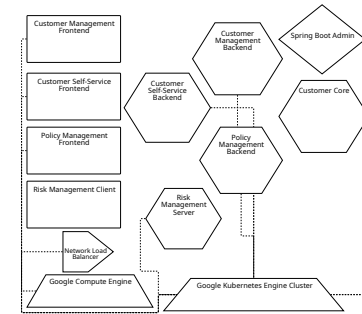 Customer Management
Frontend
Customer Self-Service
Frontend
Policy Management
Frontend
Risk Management Client
Network Load
Balancer
Google Compute Engine
Customer
Management
Backend
Customer
Self-Service
Backend
Policy
Management
Backend
Risk
Management
Server
Google Kubernetes Engine Cluster
Spring Boot Admin
Customer Core